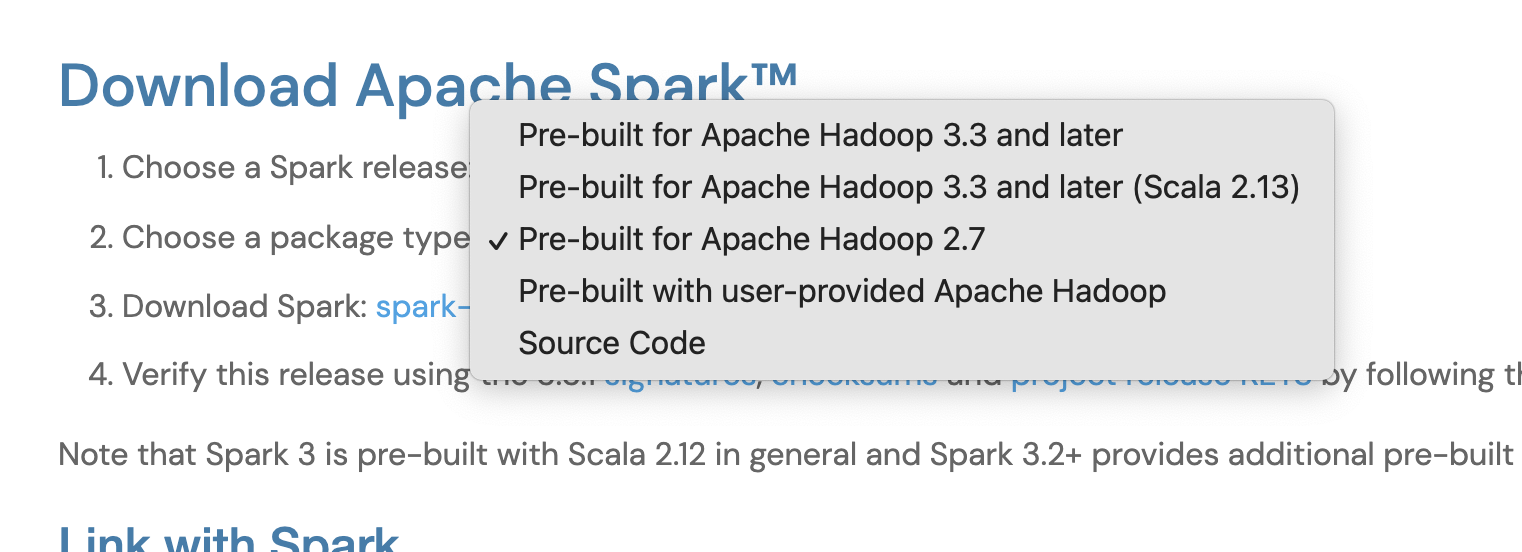 Download Apache Spark™
1. Choose a Spark release:
Pre-built for Apache Hadoop 3.3 and later
Pre-built for Apache Hadoop 3.3 and later (Scala 2.13)
2. Choose a package type
✓ Pre-built for Apache Hadoop 2.7
Pre-built with user-provided Apache Hadoop
Source Code
3. Download Spark: spark-
4. Verify this release using the 3.3.1 signatures, checksums and project release KEYS by following th
Note that Spark 3 is pre-built with Scala 2.12 in general and Spark 3.2+ provides additional pre-built
Link with Spark